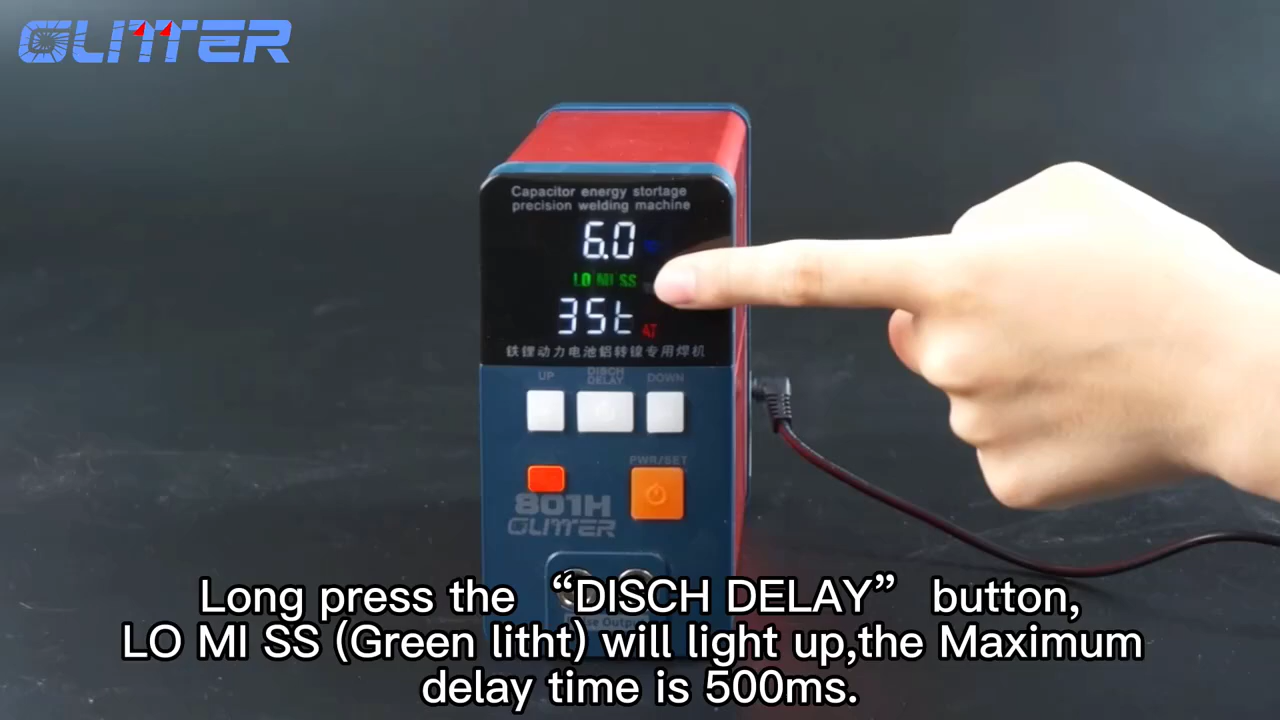 GLITTER
Capacitor energy stortage
precision welding machine
6.0
LO MI SS
35t
AT
铁锂动力电池铝转镍专用焊机
UP
DISCH
DELAY
DOWN
PWR/SET
801H
GLITTER
Long press the “DISCH DELAY” button,
LO MI SS (Green litht) will light up,the Maximum
delay time is 500ms.